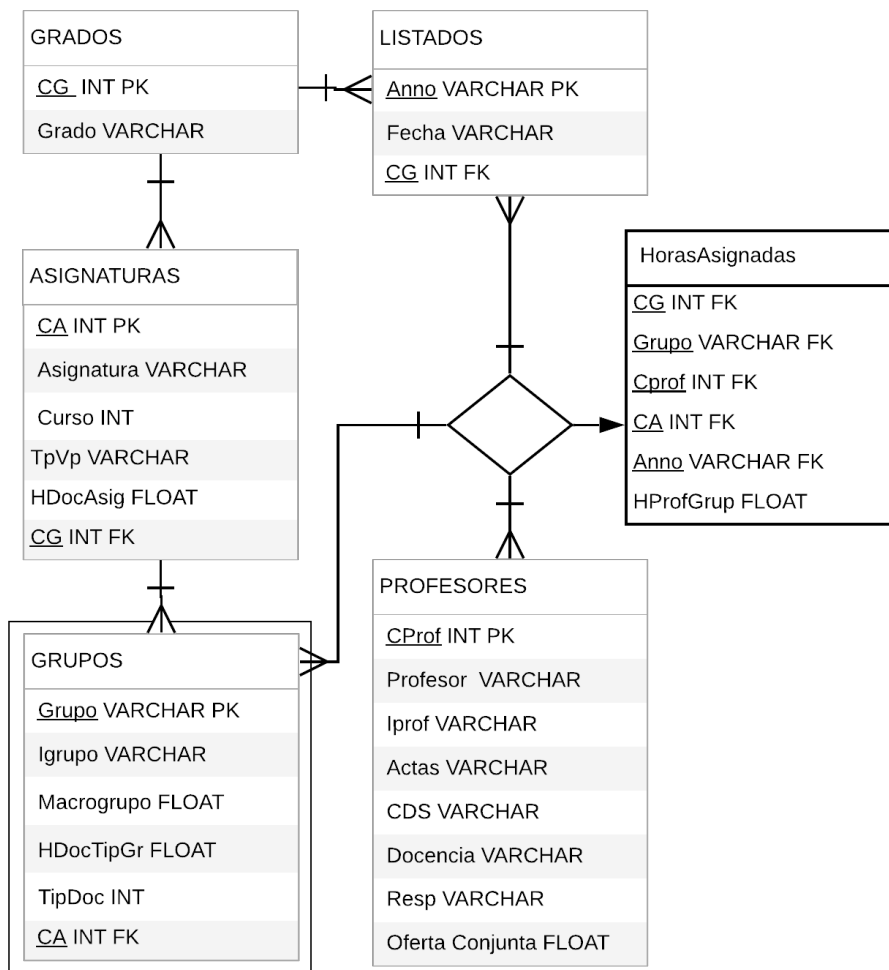 GRADOS
CG INT PK
Grado VARCHAR
LISTADOS
Anno VARCHAR PK
Fecha VARCHAR
CG INT FK
ASIGNATURAS
CA INT PK
Asignatura VARCHAR
Curso INT
TpVp VARCHAR
HDocAsig FLOAT
CG INT FK
HorasAsignadas
CG INT FK
Grupo VARCHAR FK
Cprof INT FK
CA INT FK
Anno VARCHAR FK
HProfGrup FLOAT
GRUPOS
Grupo VARCHAR PK
Igrupo VARCHAR
Macrogrupo FLOAT
HDocTipGr FLOAT
TipDoc INT
CA INT FK
PROFESORES
CProf INT PK
Profesor VARCHAR
Iprof VARCHAR
Actas VARCHAR
CDS VARCHAR
Docencia VARCHAR
Resp VARCHAR
Oferta Conjunta FLOAT